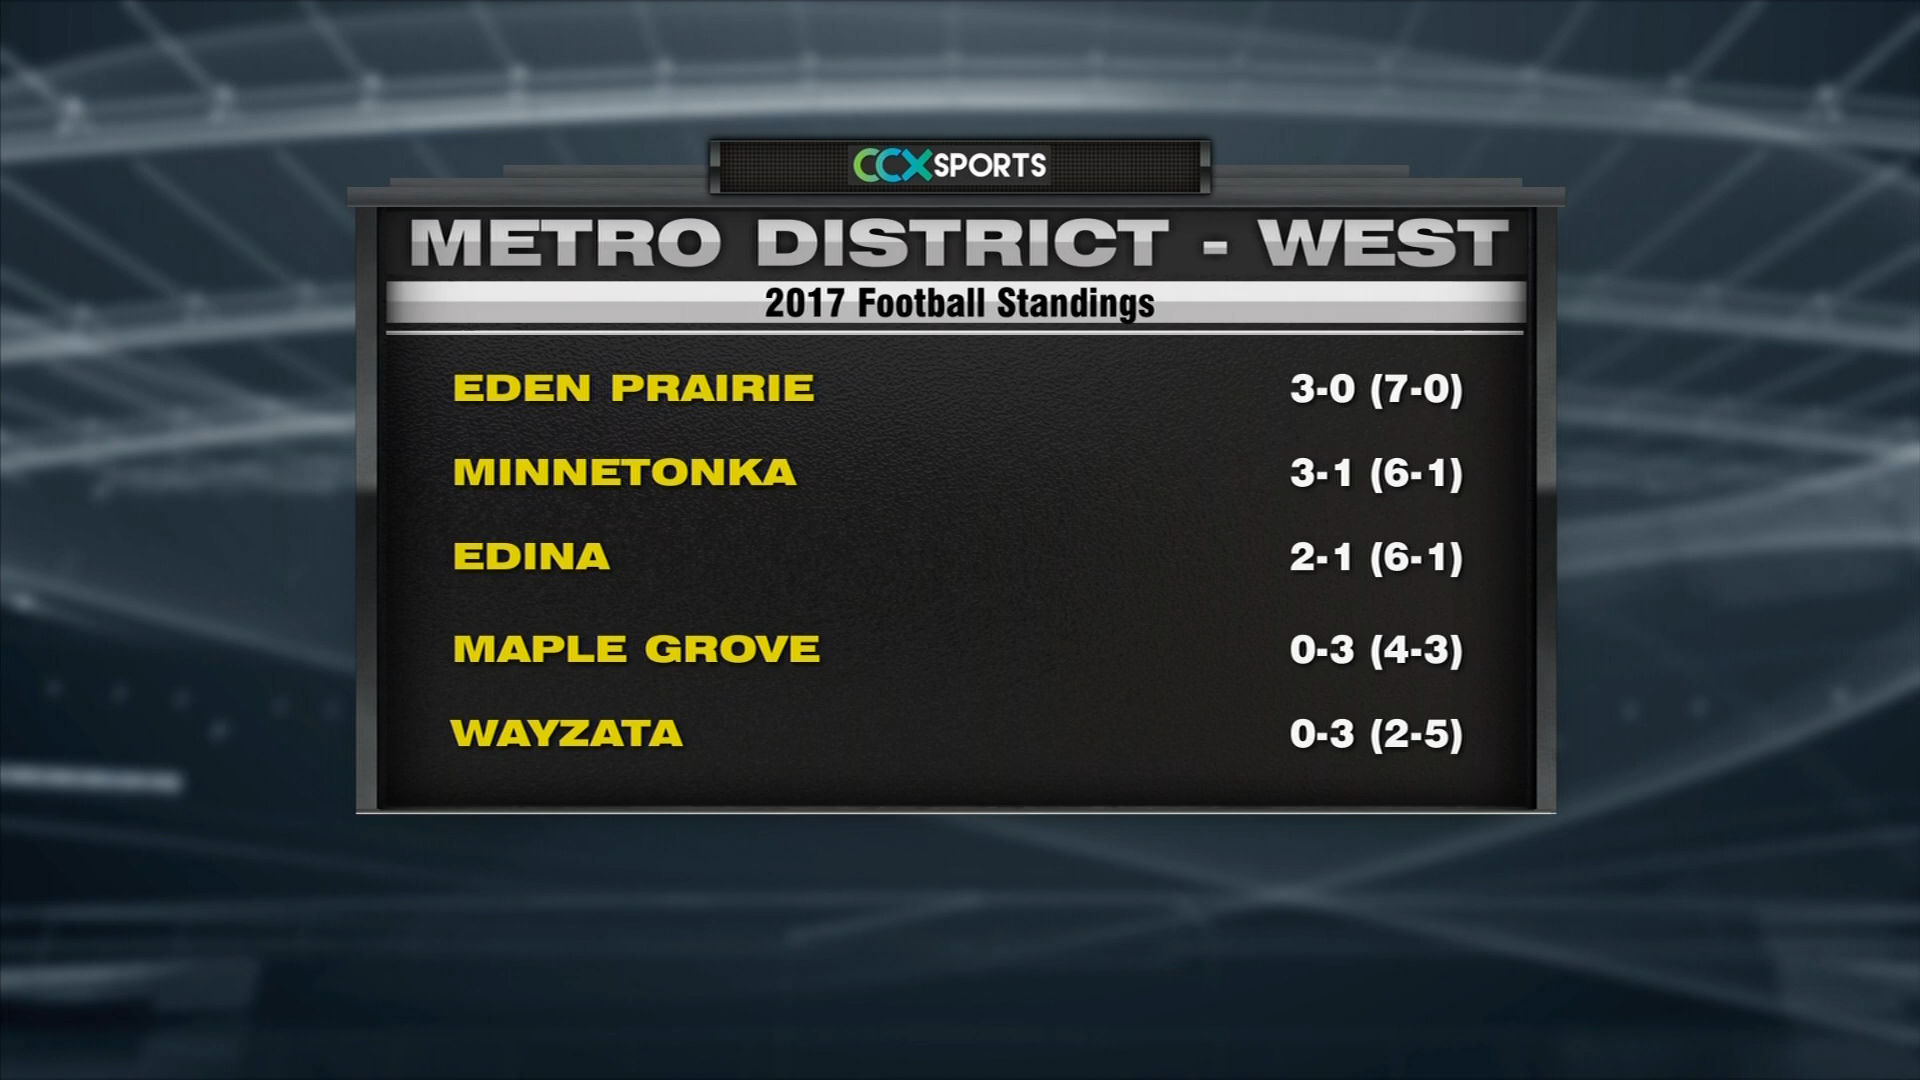 CCXSPORTS
METRO DISTRICT - WEST
2017 Football Standings
EDEN PRAIRIE 3-0 (7-0)
MINNETONKA 3-1 (6-1)
EDINA 2-1 (6-1)
MAPLE GROVE 0-3 (4-3)
WAYZATA 0-3 (2-5)